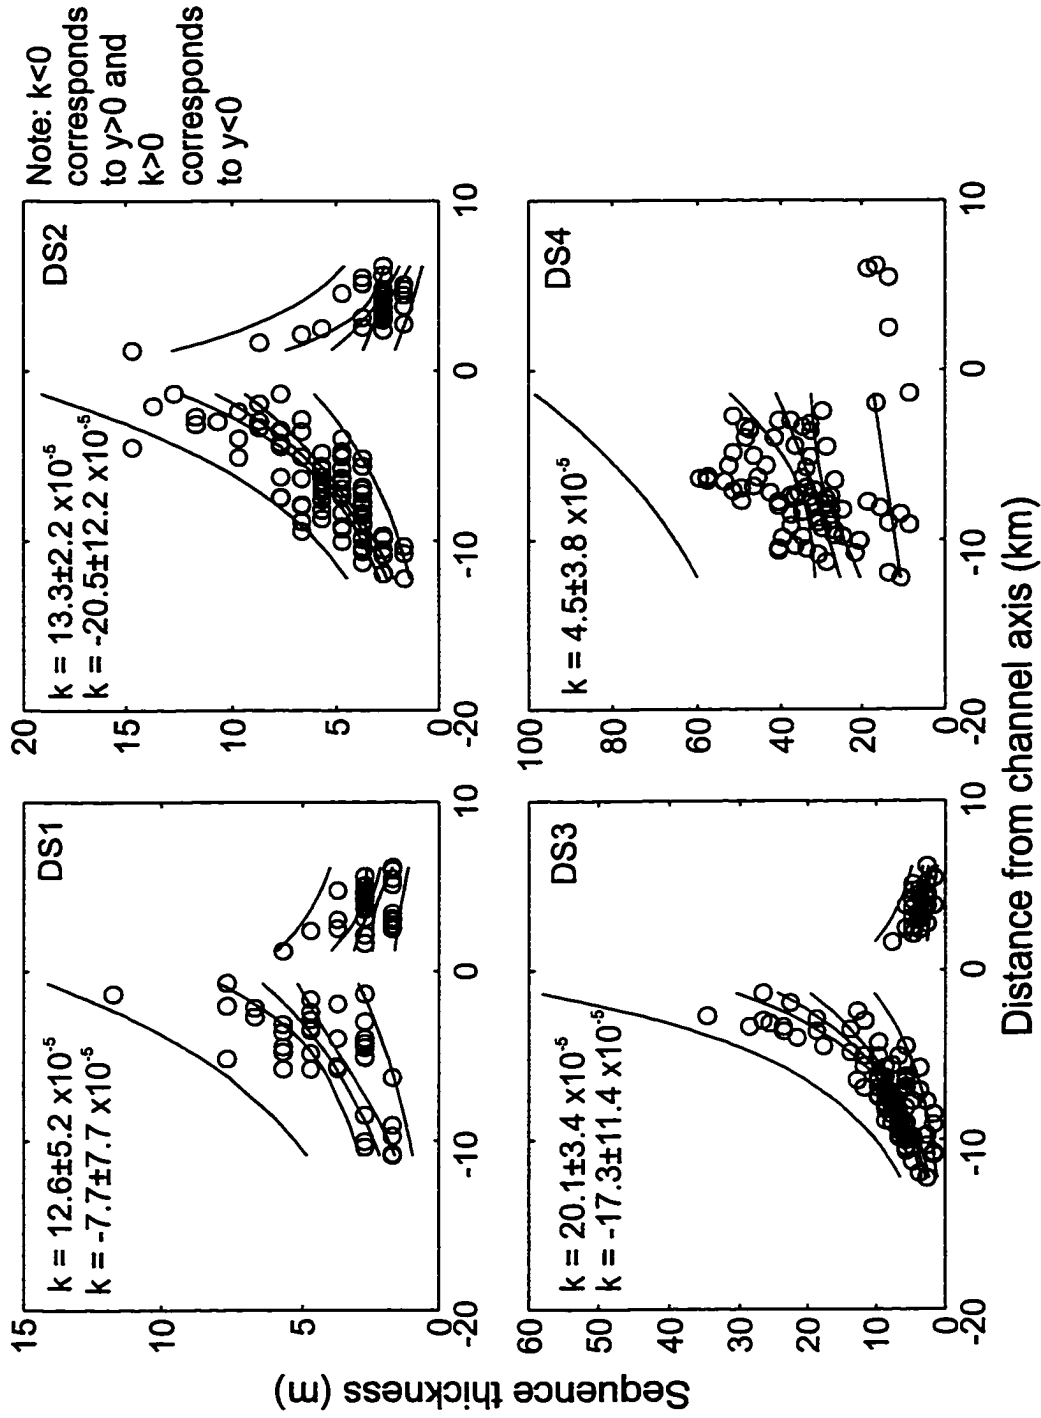 Sequence thickness (m)
DS1
k = 12.6±5.2 x10-5
k = -7.7±7.7 x10-5
15
10
5
0
-20
-10
0
10
DS2
k = 13.3±2.2 x10-5
k = -20.5±12.2 x10-5
20
15
10
5
0
-20
-10
0
10
Note: k<0
corresponds
to y>0 and
k>0
corresponds
to y<0
DS3
k = 20.1±3.4 x10-5
k = -17.3±11.4 x10-5
60
50
40
30
20
10
0
-20
-10
0
10
DS4
k = 4.5±3.8 x10-5
100
80
60
40
20
0
-20
-10
0
10
Distance from channel axis (km)